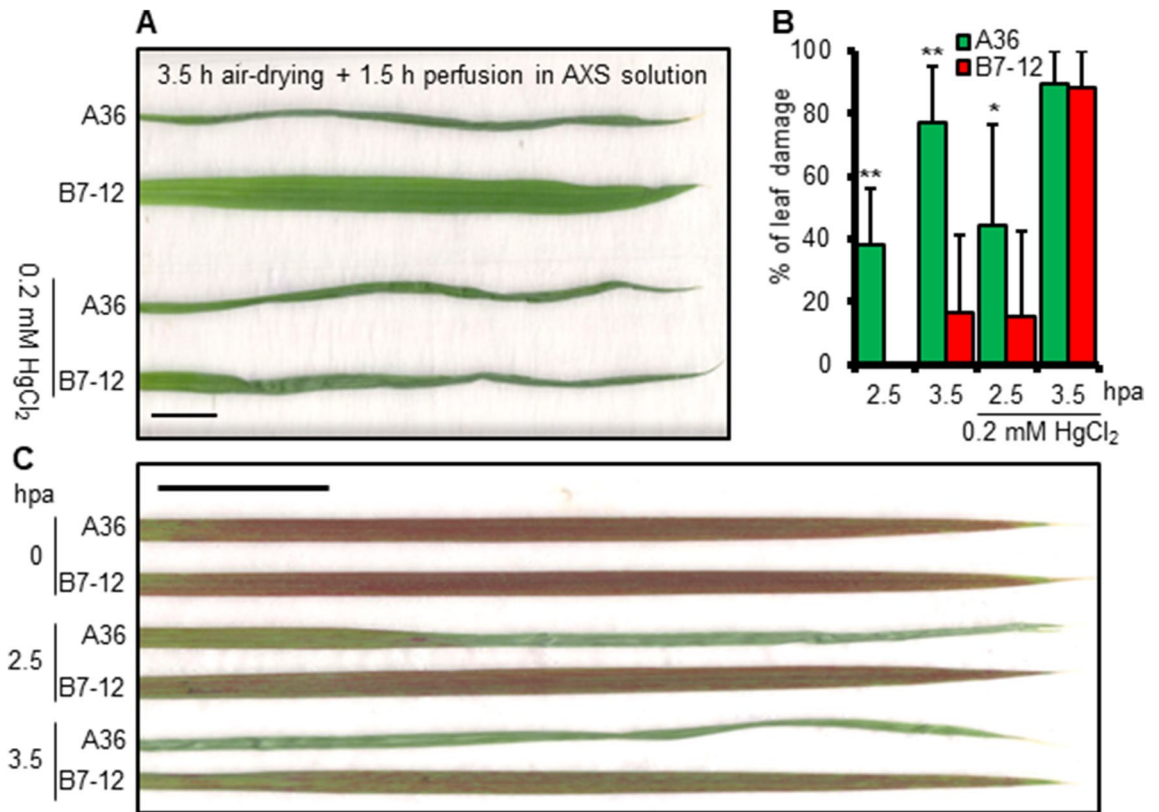 A
3.5 h air-drying + 1.5 h perfusion in AXS solution
A36
B7-12
0.2 mM HgCl₂
A36
B7-12
B
A36
B7-12
% of leaf damage
100
80
60
40
20
0
**
**
*
2.5
3.5
2.5
3.5
hpa
0.2 mM HgCl₂
C
hpa
0
A36
B7-12
2.5
A36
B7-12
3.5
A36
B7-12